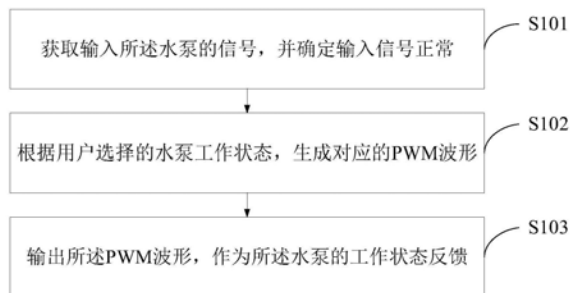 S101
获取输入所述水泵的信号，并确定输入信号正常
S102
根据用户选择的水泵工作状态，生成对应的PWM波形
S103
输出所述PWM波形，作为所述水泵的工作状态反馈